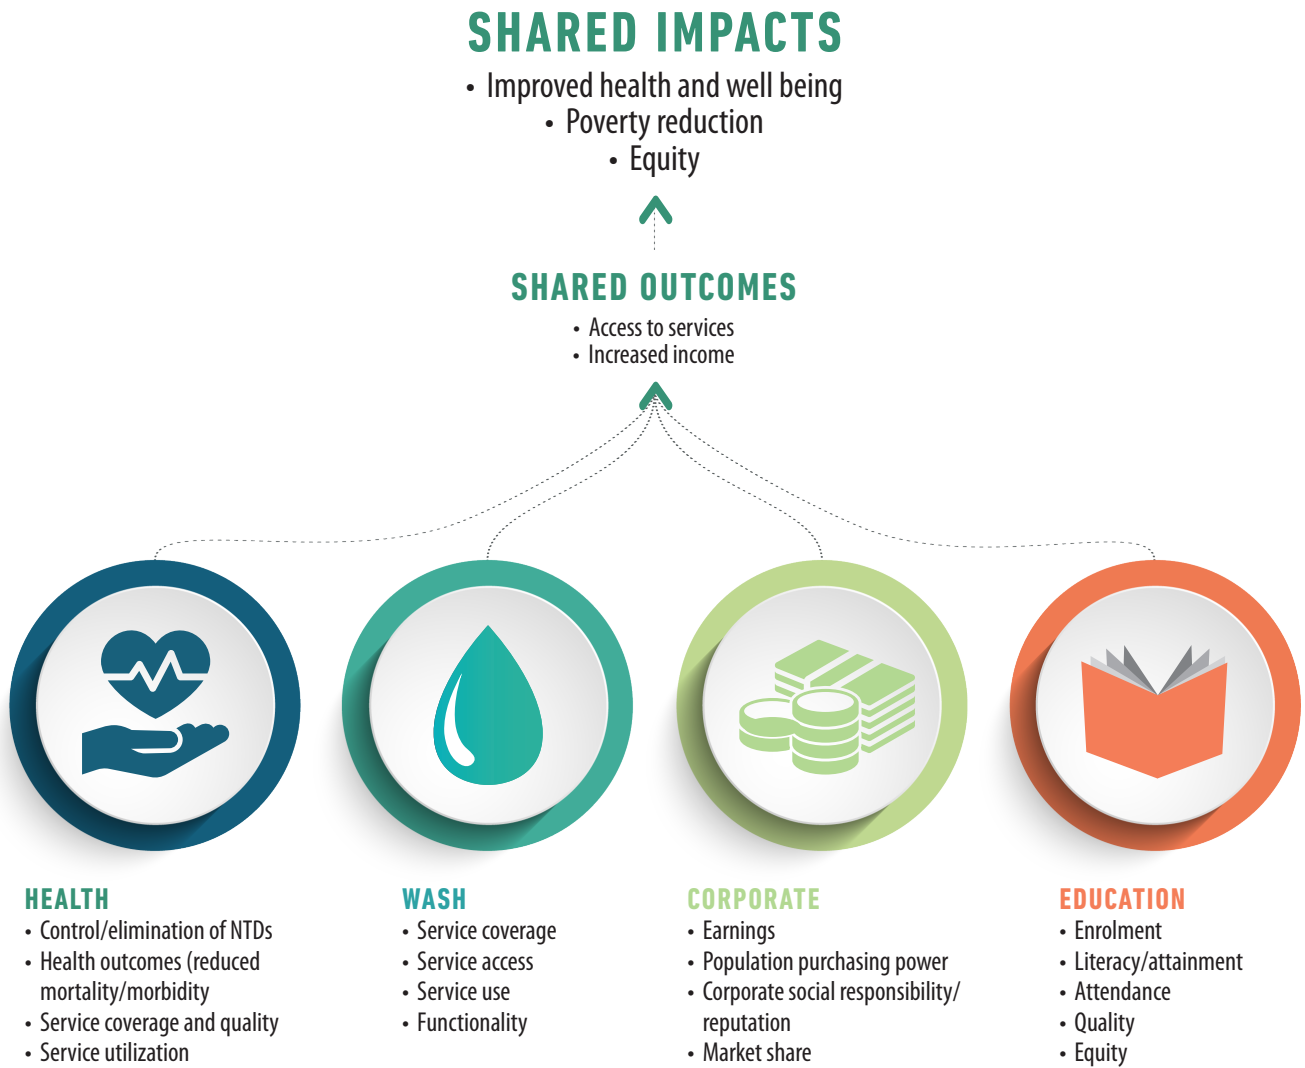 SHARED IMPACTS
• Improved health and well being
• Poverty reduction
• Equity
SHARED OUTCOMES
• Access to services
• Increased income
HEALTH
• Control/elimination of NTDs
• Health outcomes (reduced
mortality/morbidity
• Service coverage and quality
• Service utilization
WASH
• Service coverage
• Service access
• Service use
• Functionality
CORPORATE
• Earnings
• Population purchasing power
• Corporate social responsibility/
reputation
• Market share
EDUCATION
• Enrolment
• Literacy/attainment
• Attendance
• Quality
• Equity